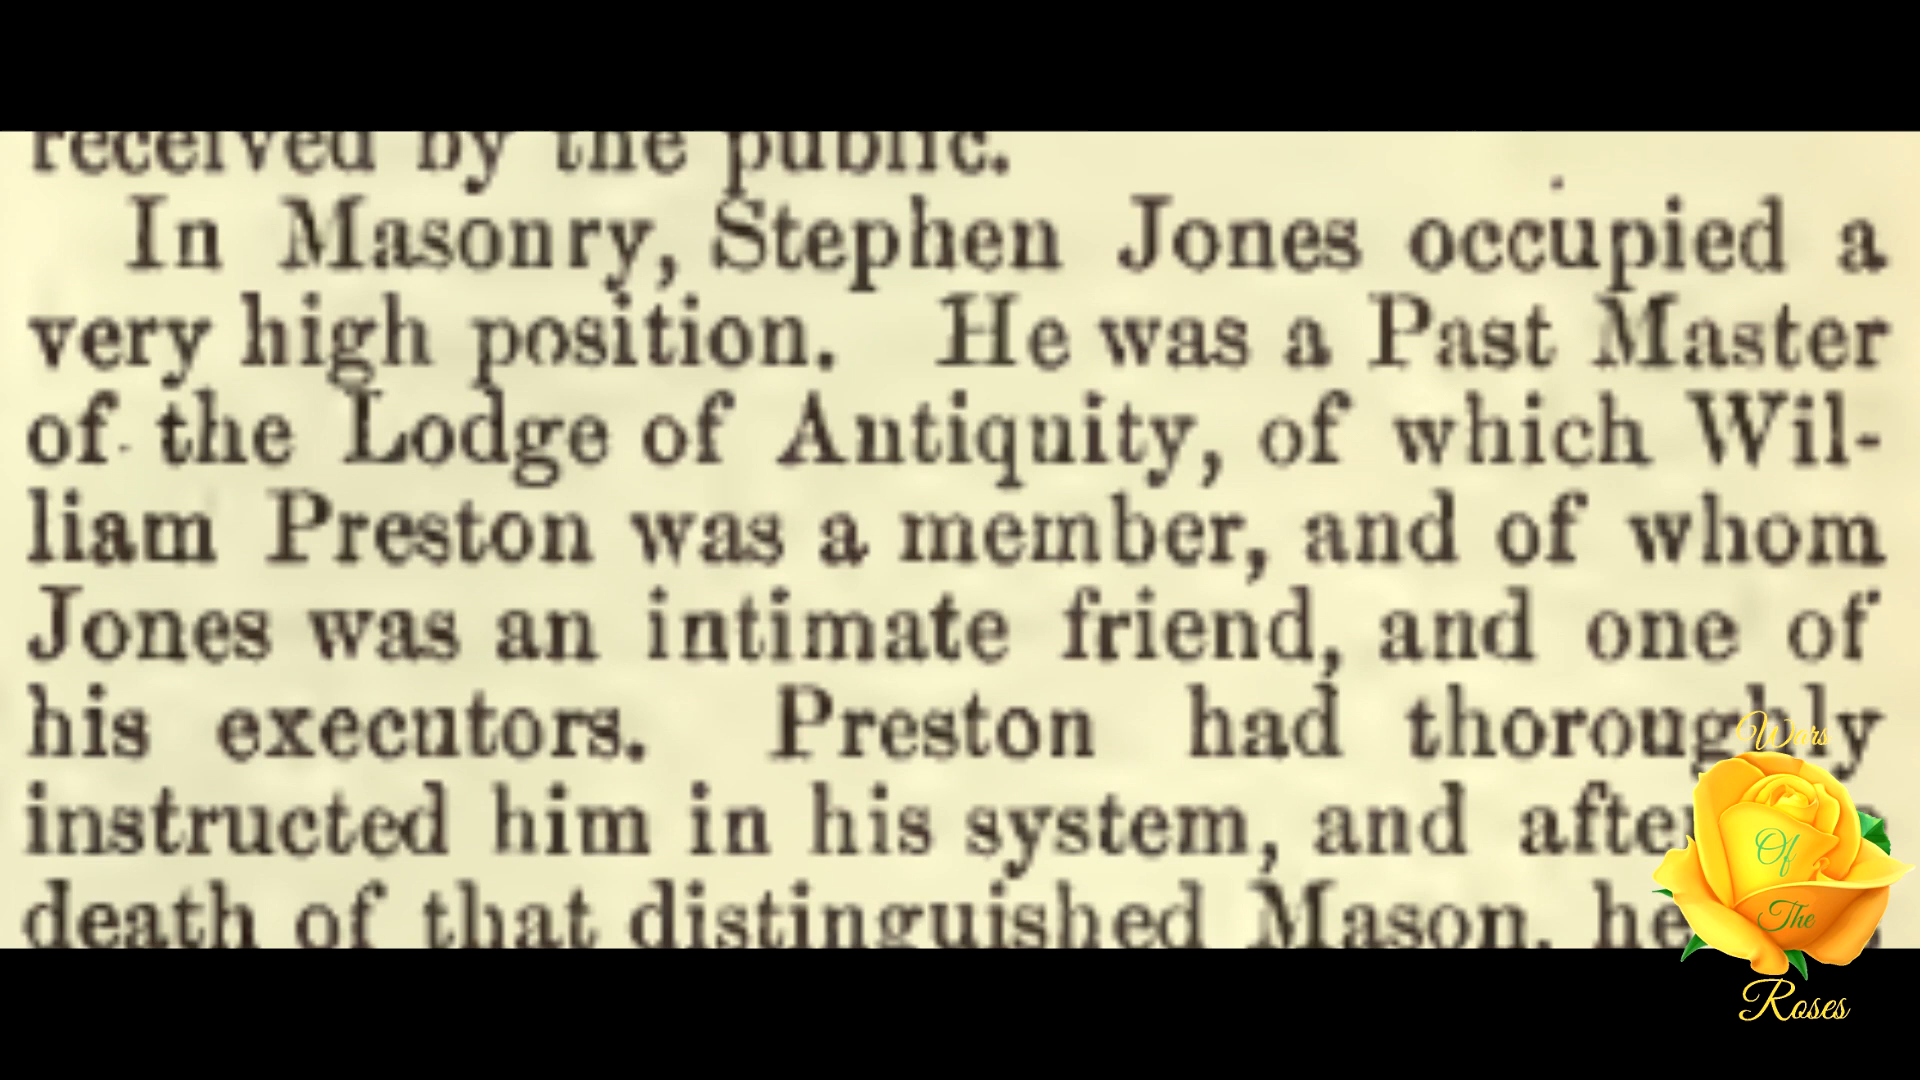 received by the public.
In Masonry, Stephen Jones occupied a
very high position. He was a Past Master
of the Lodge of Antiquity, of which Wil-
liam Preston was a member, and of whom
Jones was an intimate friend, and one of
his executors. Preston had thoroughly
instructed him in his system, and after
death of that distinguished Mason, he
Wars
Of
The
Roses